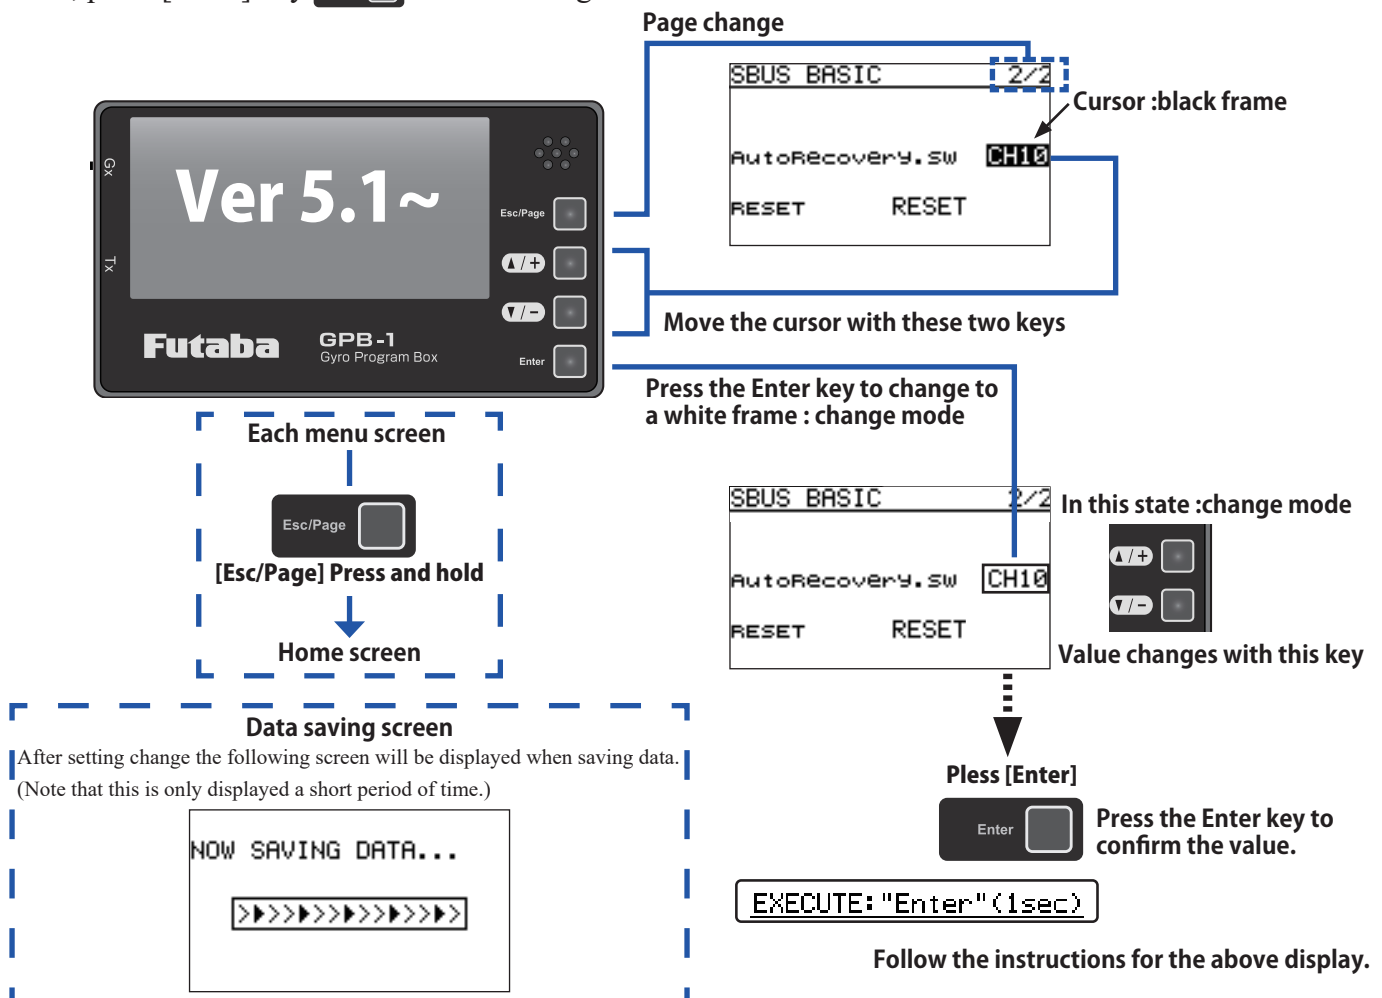 Page change
SBUS BASIC 2/2
Cursor :black frame
AutoRecovery.sw CH10
RESET RESET
Gx
Tx
Ver 5.1~
Esc/Page
▲/+
▼/−
Enter
Futaba
GPB-1
Gyro Program Box
Move the cursor with these two keys
Press the Enter key to change to
a white frame : change mode
Each menu screen
Esc/Page
[Esc/Page] Press and hold
Home screen
SBUS BASIC 2/2
In this state :change mode
▲/+
▼/−
AutoRecovery.sw CH10
RESET RESET
Value changes with this key
Pless [Enter]
Enter
Press the Enter key to
confirm the value.
EXECUTE:"Enter"(1sec)
Follow the instructions for the above display.
Data saving screen
After setting change the following screen will be displayed when saving data.
(Note that this is only displayed a short period of time.)
NOW SAVING DATA...